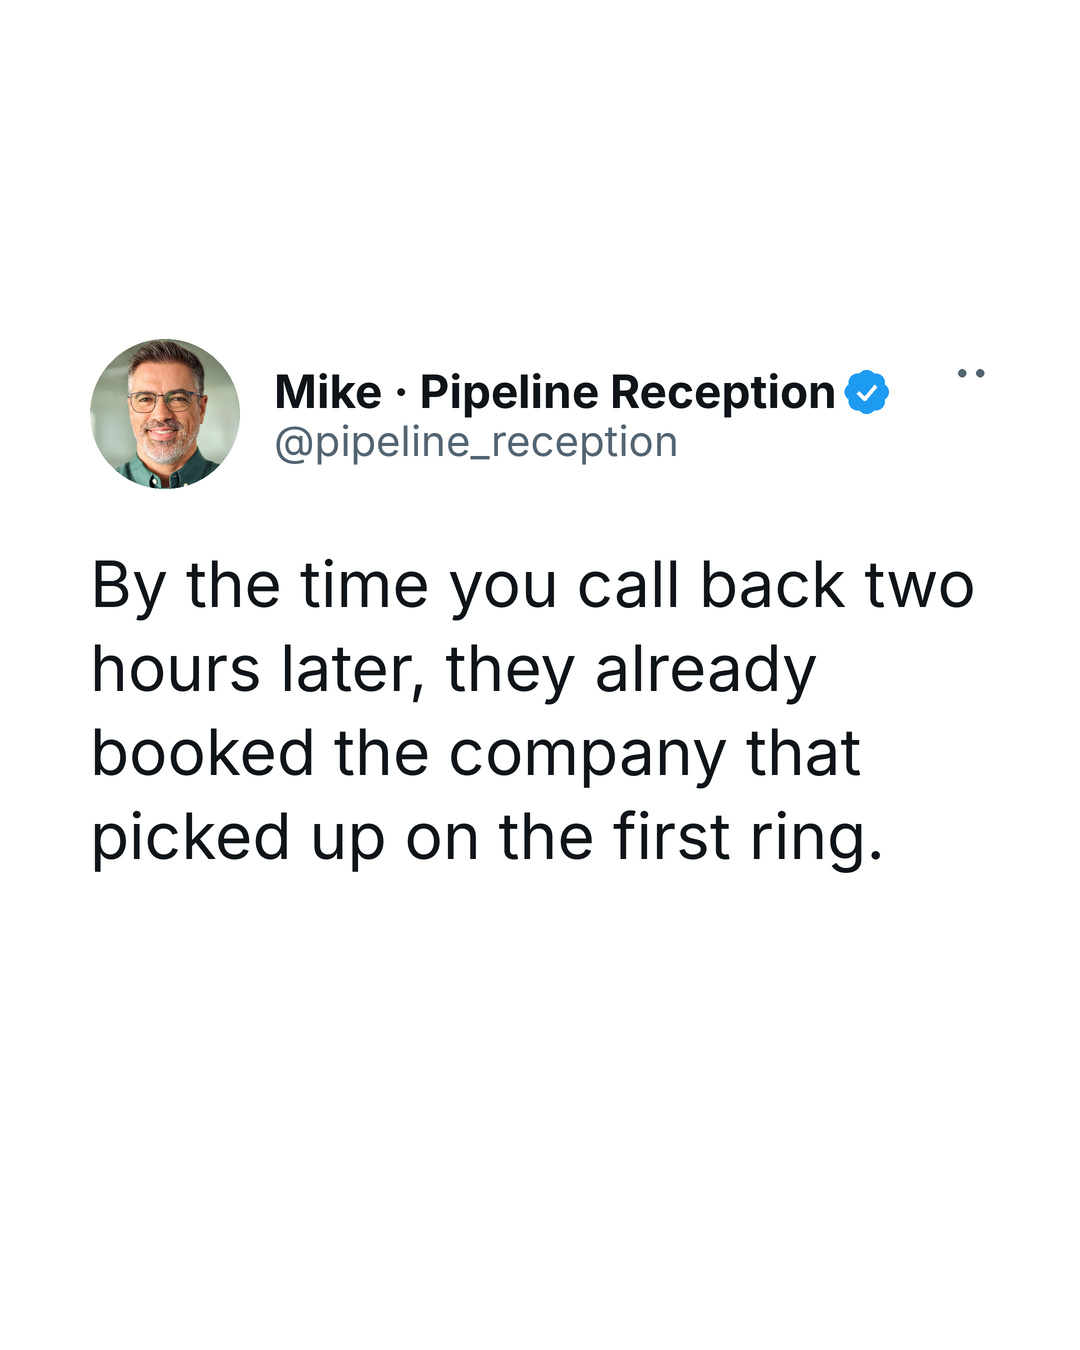 Mike · Pipeline Reception
@pipeline_reception
By the time you call back two
hours later, they already
booked the company that
picked up on the first ring.